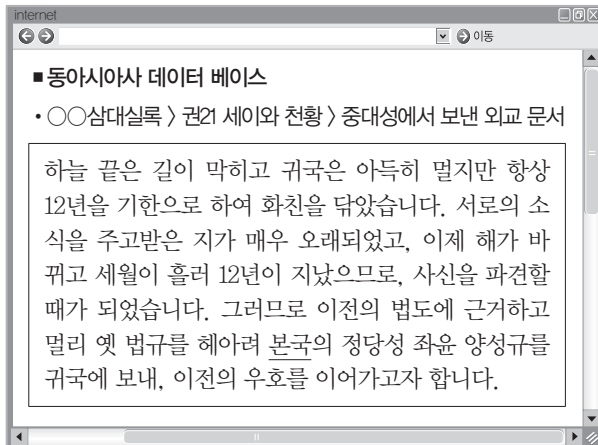 internet
이동
■ 동아시아사 데이터 베이스
• ○○삼대실록 〉 권21 세이와 천황 〉 중대성에서 보낸 외교 문서
하늘 끝은 길이 막히고 귀국은 아득히 멀지만 항상
12년을 기한으로 하여 화친을 닦았습니다. 서로의 소
식을 주고받은 지가 매우 오래되었고, 이제 해가 바
뀌고 세월이 흘러 12년이 지났으므로, 사신을 파견할
때가 되었습니다. 그러므로 이전의 법도에 근거하고
멀리 옛 법규를 헤아려 본국의 정당성 좌윤 양성규를
귀국에 보내, 이전의 우호를 이어가고자 합니다.